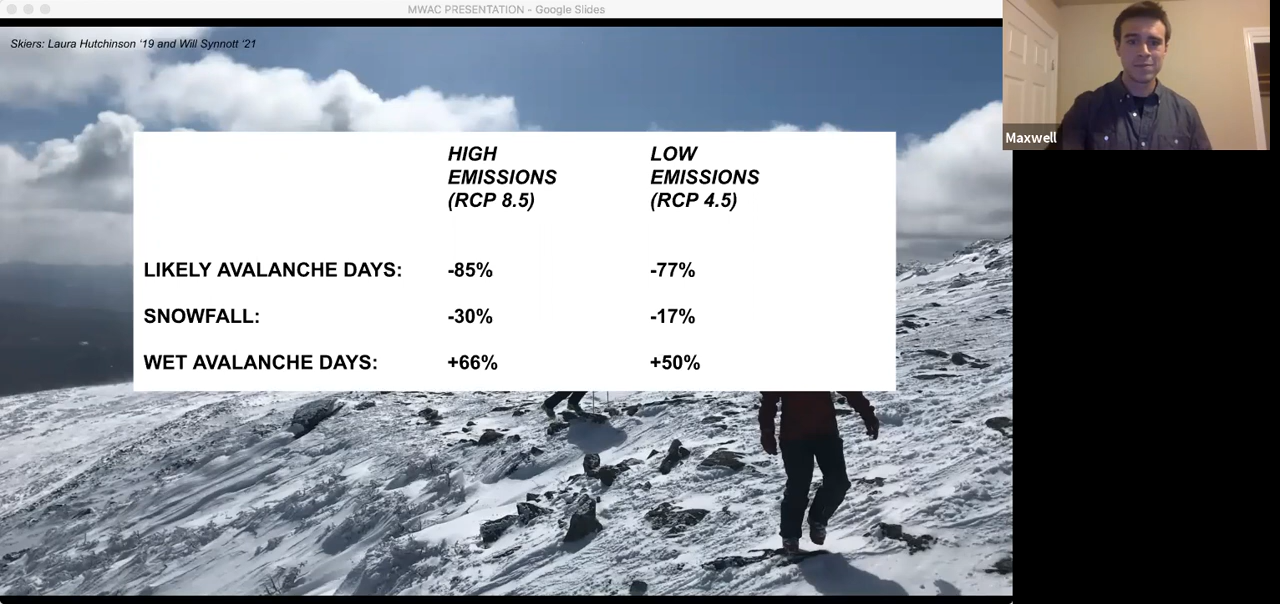 MWAC PRESENTATION - Google Slides
Skiers: Laura Hutchinson ‘19 and Will Synnott ‘21
Maxwell
HIGH EMISSIONS (RCP 8.5)
LOW EMISSIONS (RCP 4.5)
LIKELY AVALANCHE DAYS: -85% -77%
SNOWFALL: -30% -17%
WET AVALANCHE DAYS: +66% +50%